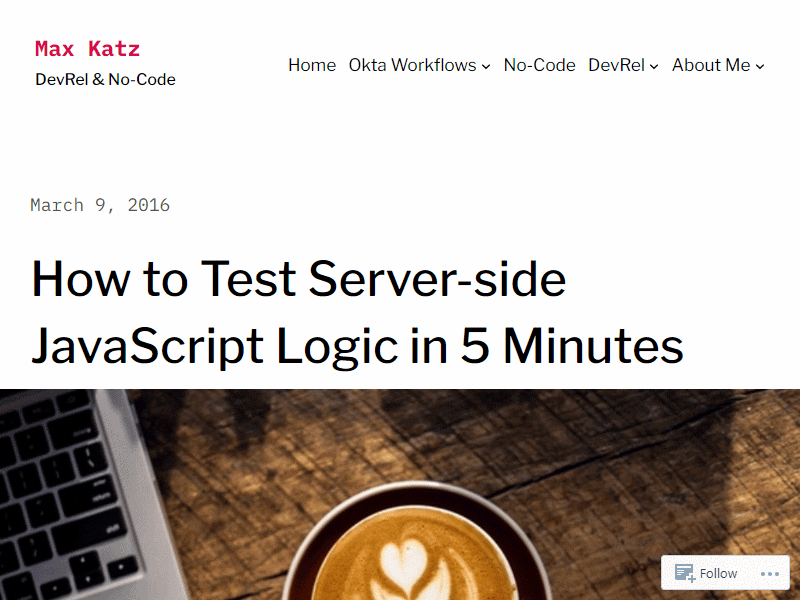 Max Katz
DevRel & No-Code
Home Okta Workflows No-Code DevRel About Me
March 9, 2016
How to Test Server-side
JavaScript Logic in 5 Minutes
Follow